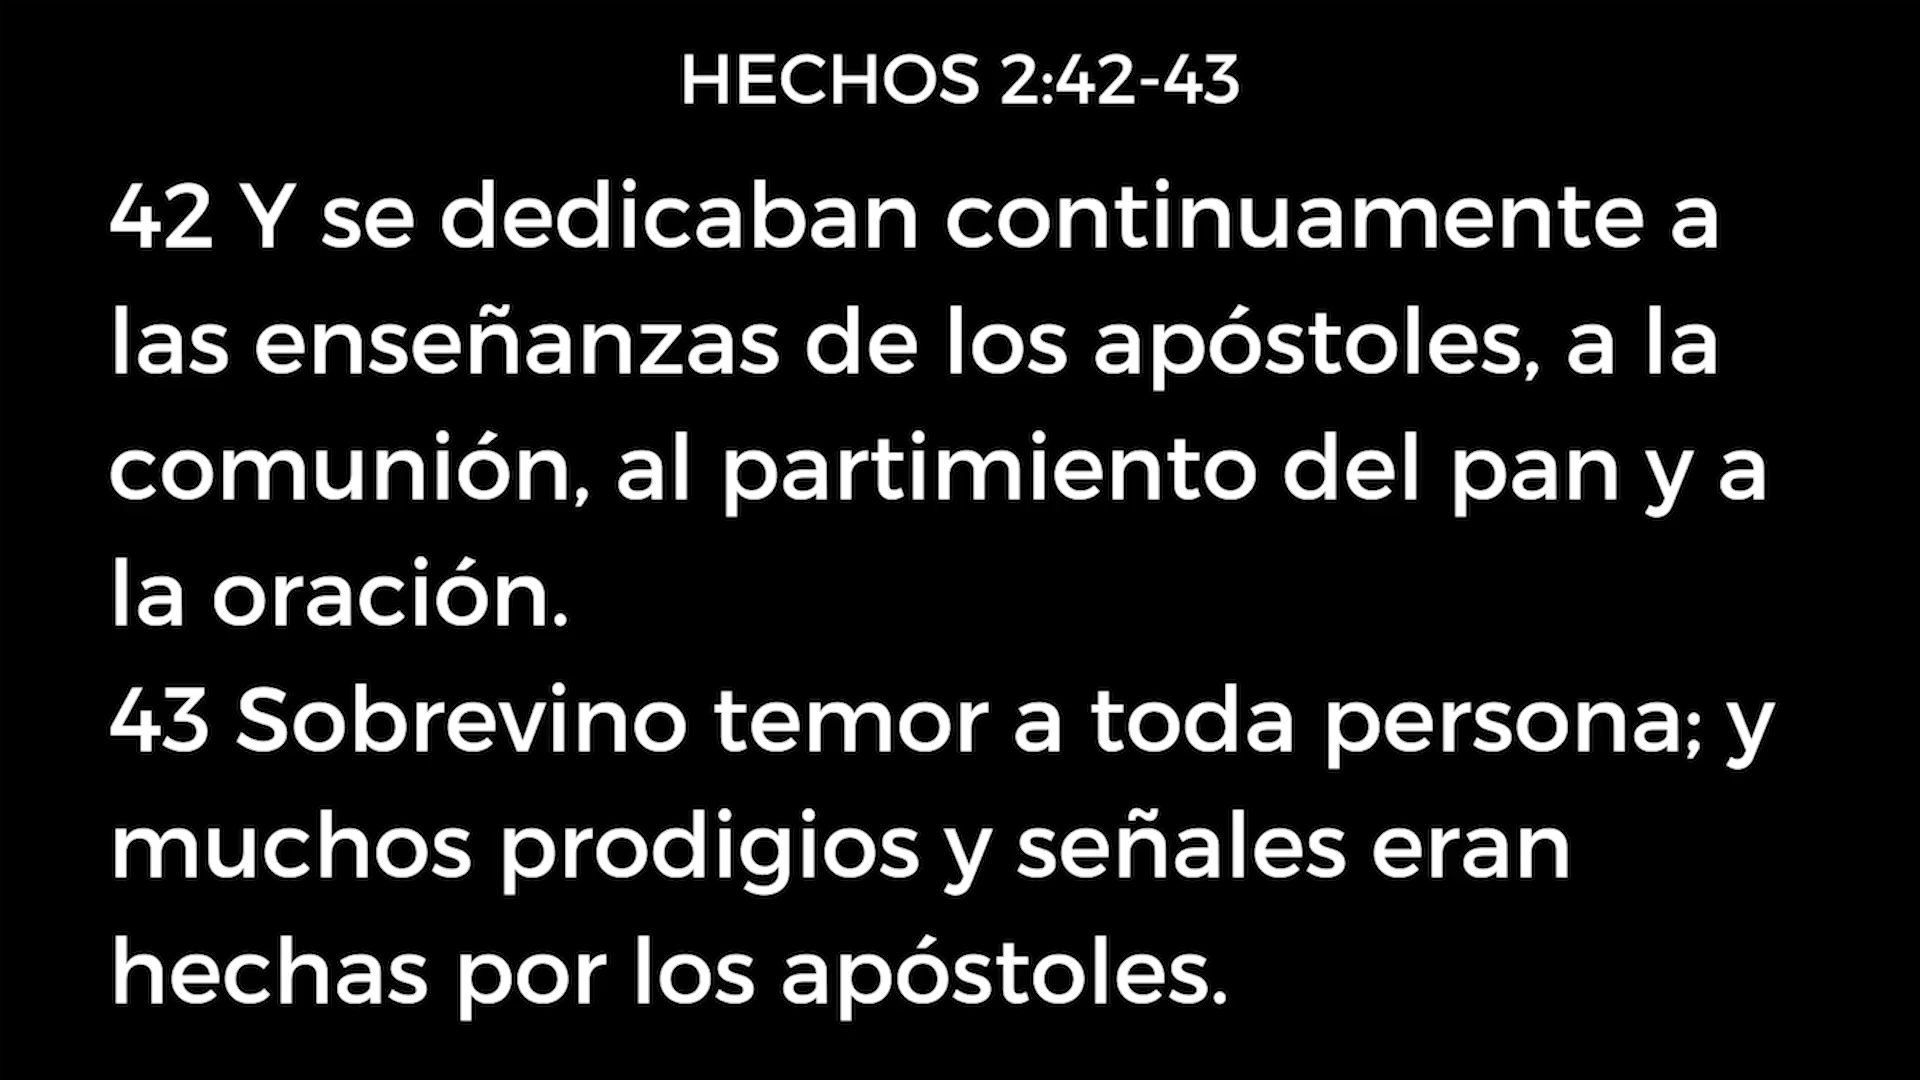 HECHOS 2:42-43
42 Y se dedicaban continuamente a
las enseñanzas de los apóstoles, a la
comunión, al partimiento del pan y a
la oración.
43 Sobrevino temor a toda persona; y
muchos prodigios y señales eran
hechas por los apóstoles.